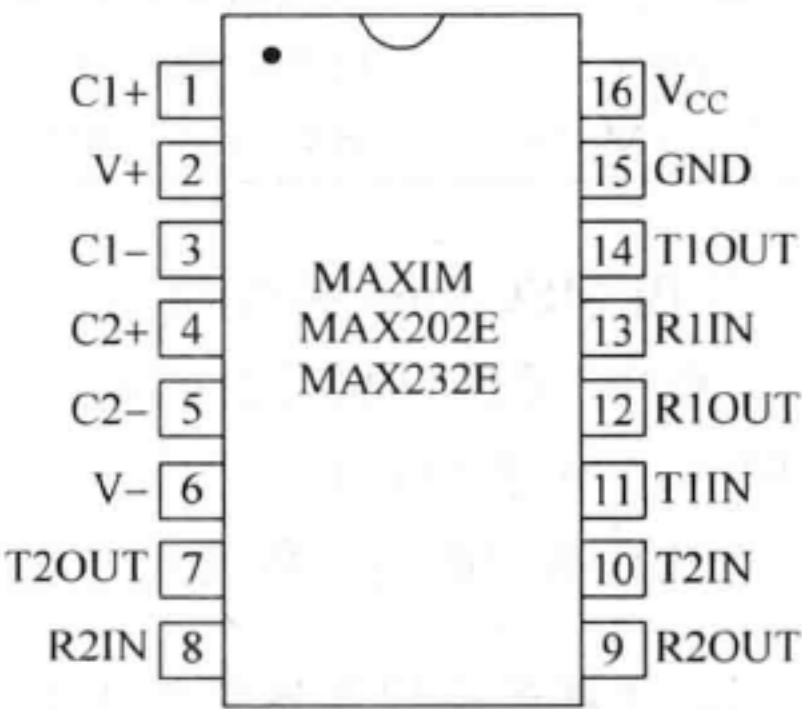 C1+ 1 16 VCC
V+ 2 15 GND
C1− 3 14 T1OUT
MAXIM
C2+ 4 MAX202E 13 R1IN
MAX232E
C2− 5 12 R1OUT
V− 6 11 T1IN
T2OUT 7 10 T2IN
R2IN 8 9 R2OUT